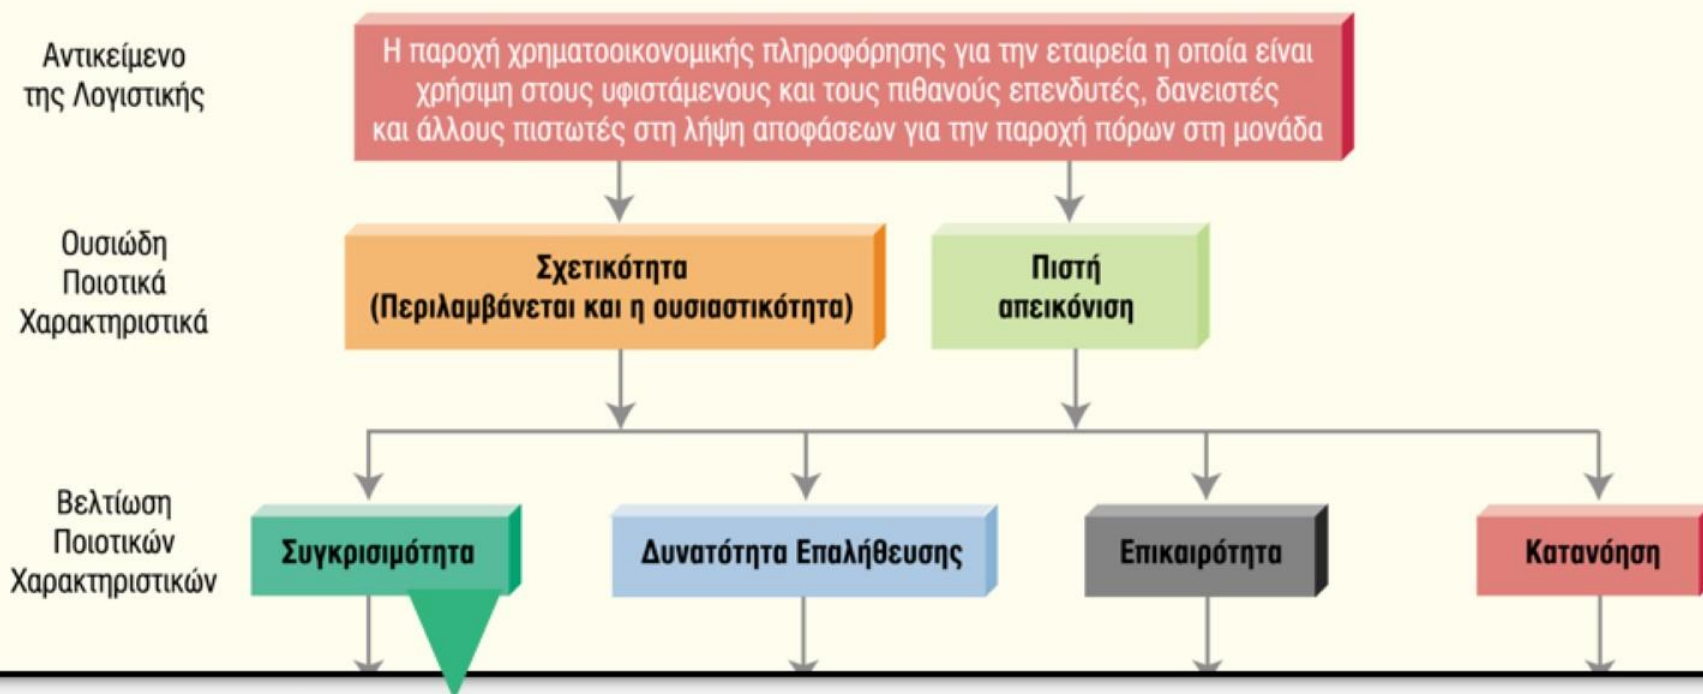 Αντικείμενο
της Λογιστικής
Η παροχή χρηματοοικονομικής πληροφόρησης για την εταιρεία η οποία είναι
χρήσιμη στους υφιστάμενους και τους πιθανούς επενδυτές, δανειστές
και άλλους πιστωτές στη λήψη αποφάσεων για την παροχή πόρων στη μονάδα
Ουσιώδη
Ποιοτικά
Χαρακτηριστικά
Σχετικότητα
(Περιλαμβάνεται και η ουσιαστικότητα)
Πιστή
απεικόνιση
Βελτίωση
Ποιοτικών
Χαρακτηριστικών
Συγκρισιμότητα
Δυνατότητα Επαλήθευσης
Επικαιρότητα
Κατανόηση